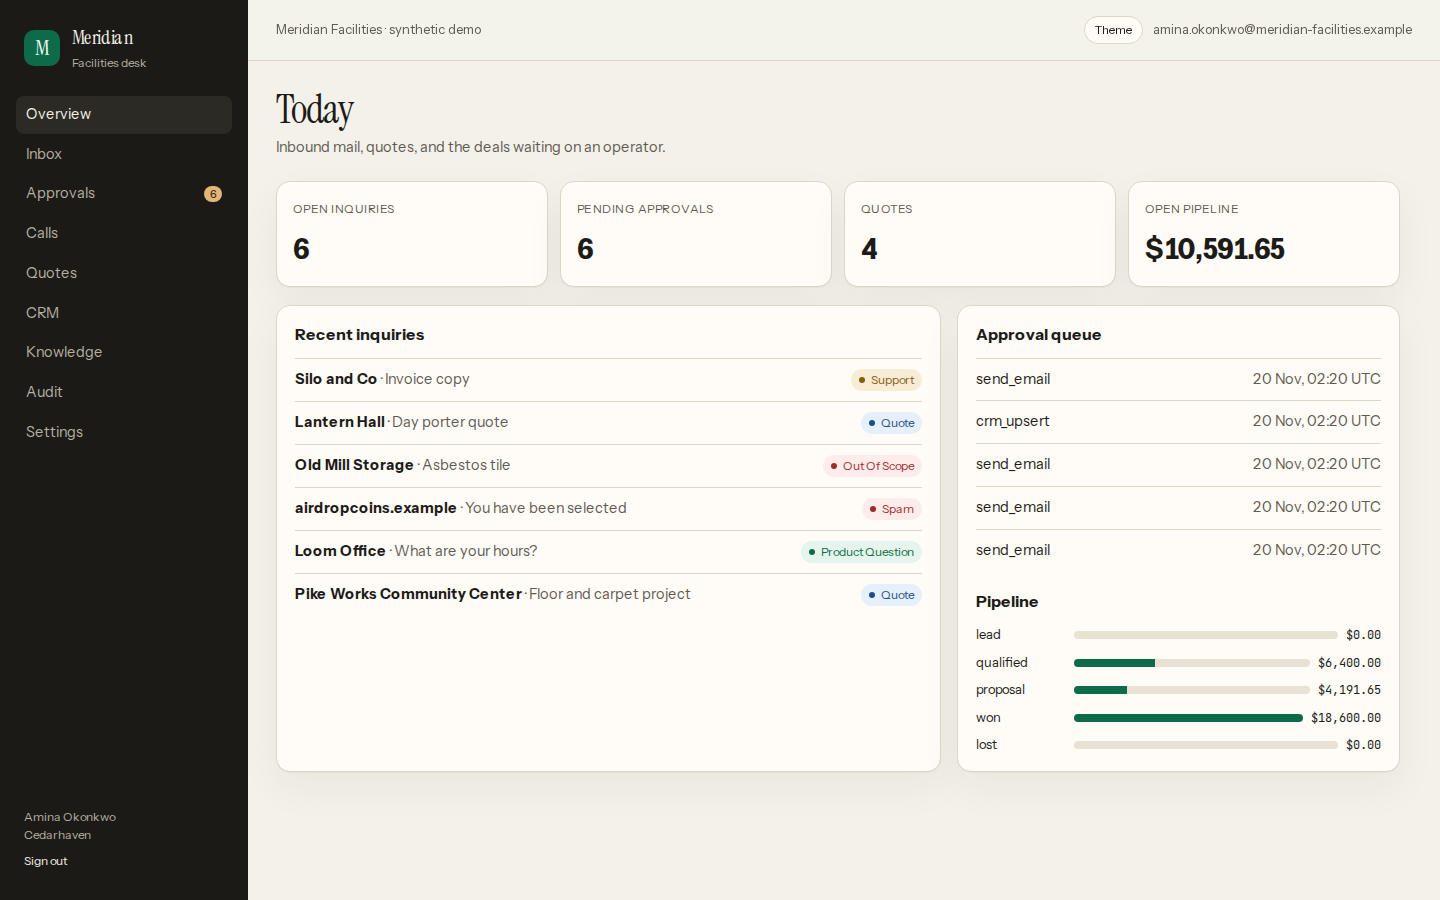 M
Meridian
Facilities desk
Overview
Inbox
Approvals 6
Calls
Quotes
CRM
Knowledge
Audit
Settings
Amina Okonkwo
Cedarhaven
Sign out
Meridian Facilities · synthetic demo
Theme
amina.okonkwo@meridian-facilities.example
Today
Inbound mail, quotes, and the deals waiting on an operator.
OPEN INQUIRIES
6
PENDING APPROVALS
6
QUOTES
4
OPEN PIPELINE
$10,591.65
Recent inquiries
Silo and Co · Invoice copy Support
Lantern Hall · Day porter quote Quote
Old Mill Storage · Asbestos tile Out Of Scope
airdropcoins.example · You have been selected Spam
Loom Office · What are your hours? Product Question
Pike Works Community Center · Floor and carpet project Quote
Approval queue
send_email 20 Nov, 02:20 UTC
crm_upsert 20 Nov, 02:20 UTC
send_email 20 Nov, 02:20 UTC
send_email 20 Nov, 02:20 UTC
send_email 20 Nov, 02:20 UTC
Pipeline
lead $0.00
qualified $6,400.00
proposal $4,191.65
won $18,600.00
lost $0.00